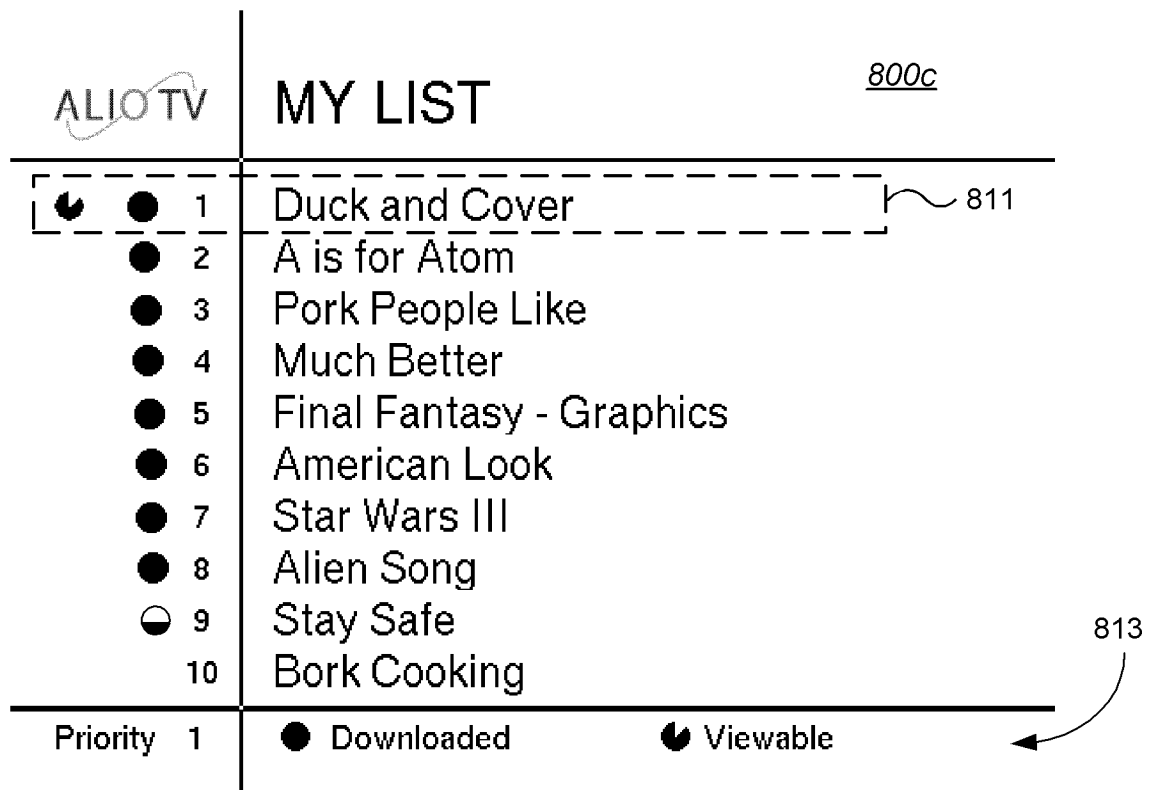 ALIO TV MY LIST 800c
1 Duck and Cover 811
2 A is for Atom
3 Pork People Like
4 Much Better
5 Final Fantasy - Graphics
6 American Look
7 Star Wars III
8 Alien Song
9 Stay Safe
813
10 Bork Cooking
Priority 1 Downloaded Viewable